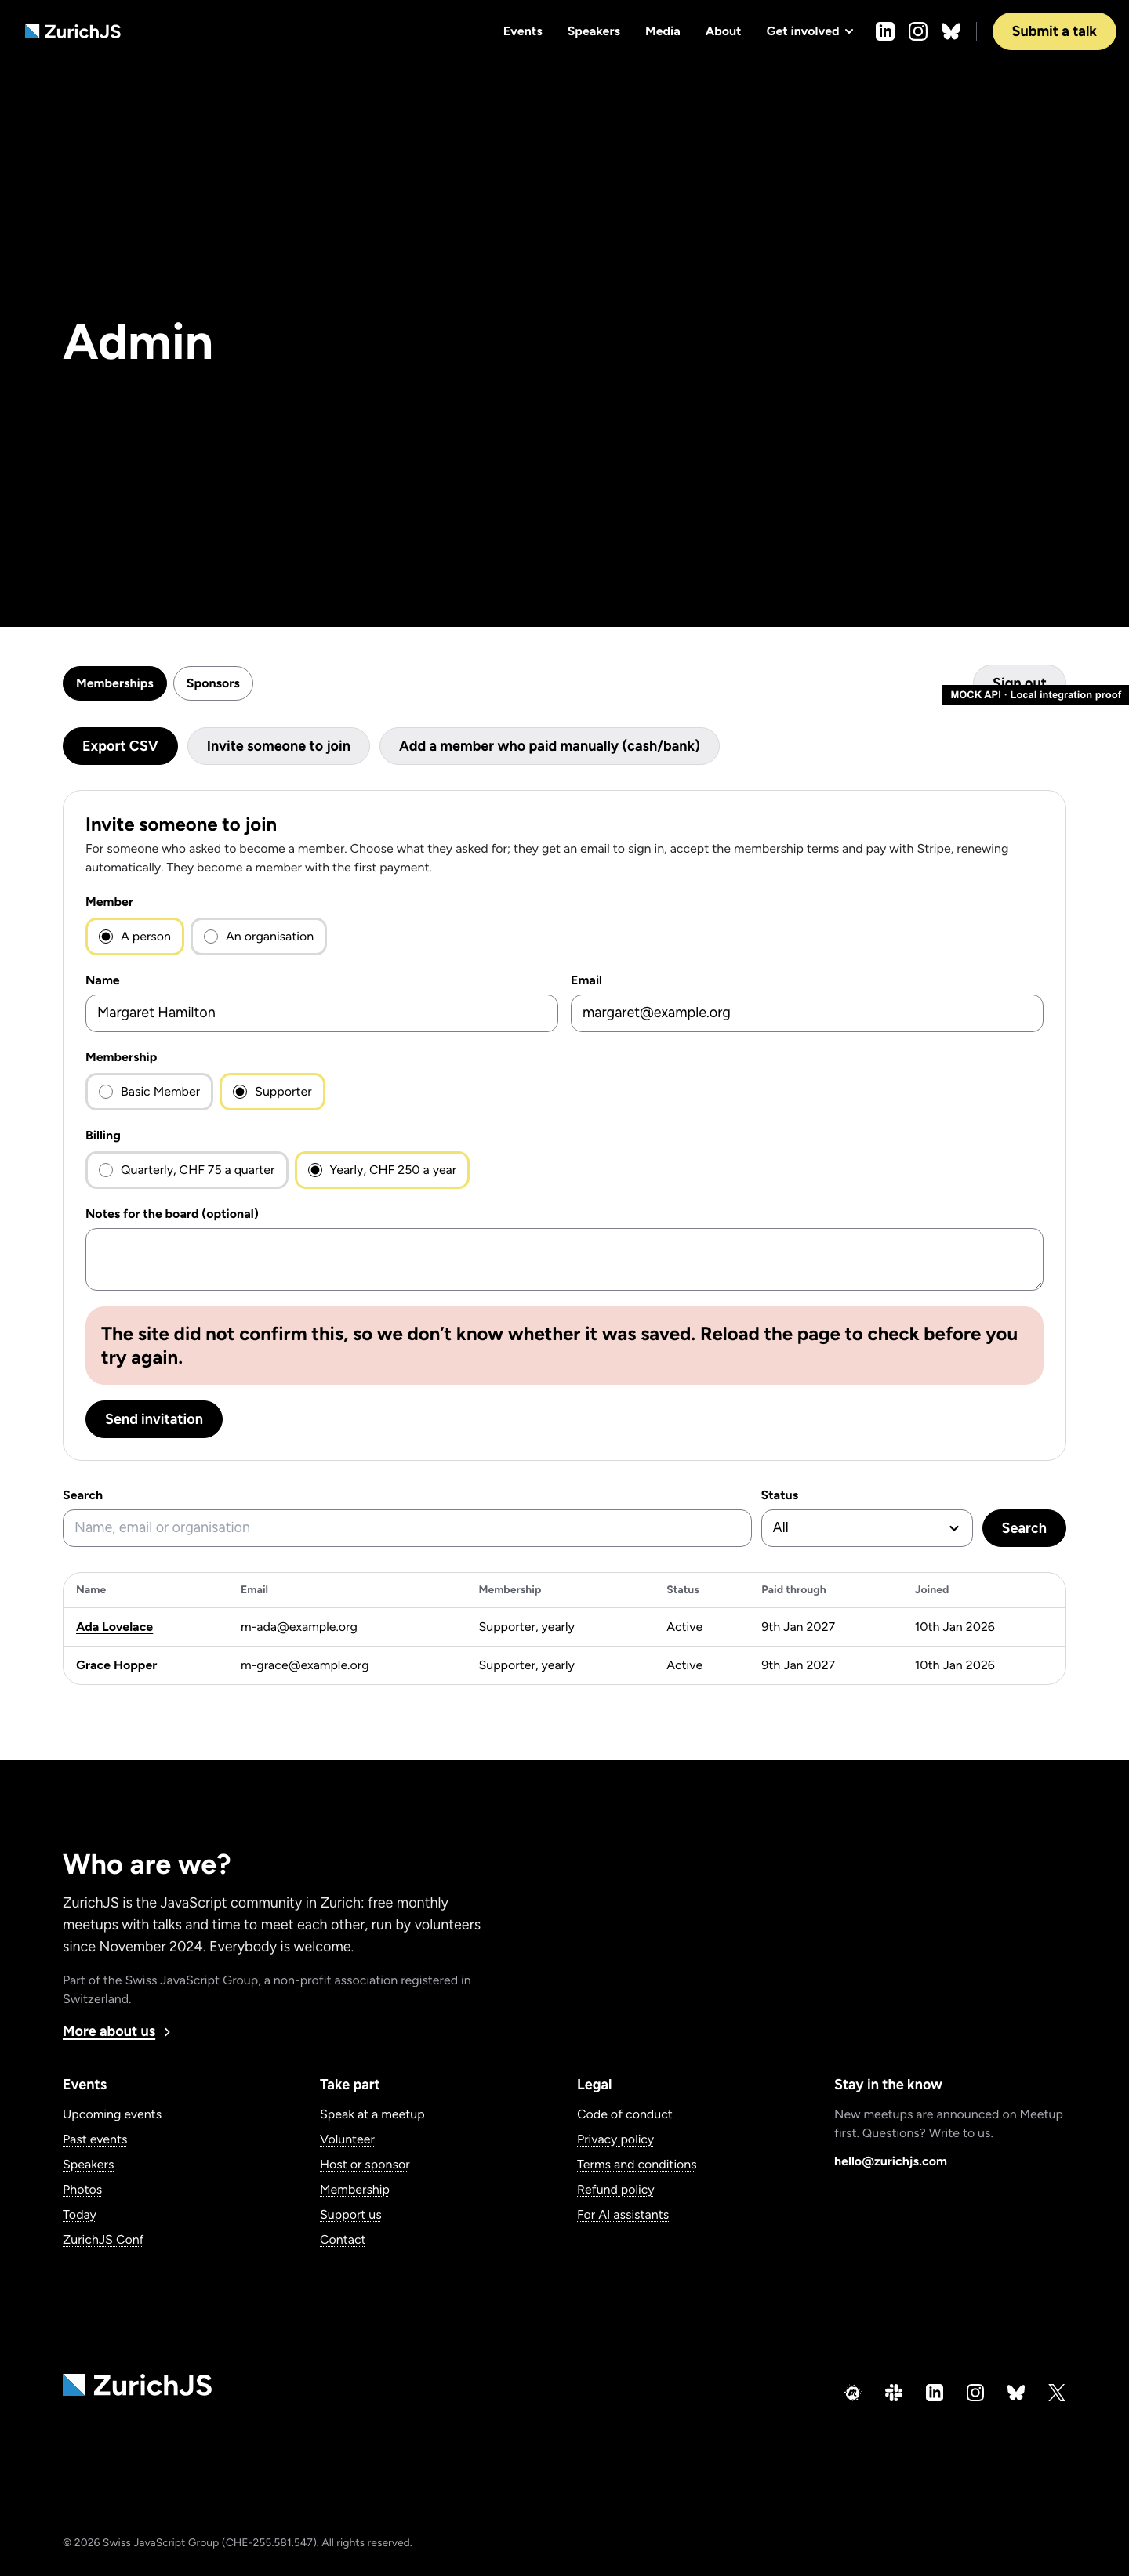 ZurichJS
Events Speakers Media About Get involved
Submit a talk
Admin
Memberships Sponsors
Sign out
MOCK API · Local integration proof
Export CSV Invite someone to join Add a member who paid manually (cash/bank)
Invite someone to join
For someone who asked to become a member. Choose what they asked for; they get an email to sign in, accept the membership terms and pay with Stripe, renewing
automatically. They become a member with the first payment.
Member
A person An organisation
Name Email
Margaret Hamilton margaret@example.org
Membership
Basic Member Supporter
Billing
Quarterly, CHF 75 a quarter Yearly, CHF 250 a year
Notes for the board (optional)
The site did not confirm this, so we don’t know whether it was saved. Reload the page to check before you
try again.
Send invitation
Search Status
Name, email or organisation All Search
Name Email Membership Status Paid through Joined
Ada Lovelace m-ada@example.org Supporter, yearly Active 9th Jan 2027 10th Jan 2026
Grace Hopper m-grace@example.org Supporter, yearly Active 9th Jan 2027 10th Jan 2026
Who are we?
ZurichJS is the JavaScript community in Zurich: free monthly
meetups with talks and time to meet each other, run by volunteers
since November 2024. Everybody is welcome.
Part of the Swiss JavaScript Group, a non-profit association registered in
Switzerland.
More about us
Events
Upcoming events
Past events
Speakers
Photos
Today
ZurichJS Conf
Take part
Speak at a meetup
Volunteer
Host or sponsor
Membership
Support us
Contact
Legal
Code of conduct
Privacy policy
Terms and conditions
Refund policy
For AI assistants
Stay in the know
New meetups are announced on Meetup
first. Questions? Write to us.
hello@zurichjs.com
ZurichJS
© 2026 Swiss JavaScript Group (CHE-255.581.547). All rights reserved.